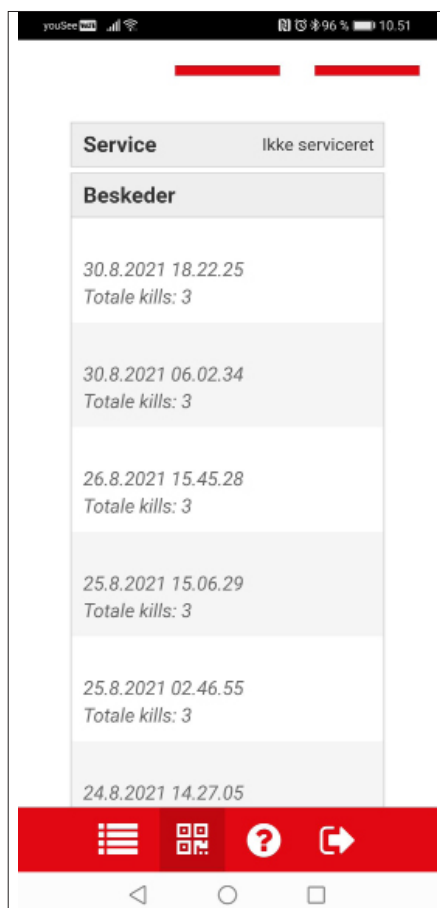 youSee VoLTE 96 % 10.51
Service Ikke serviceret
Beskeder
30.8.2021 18.22.25
Totale kills: 3
30.8.2021 06.02.34
Totale kills: 3
26.8.2021 15.45.28
Totale kills: 3
25.8.2021 15.06.29
Totale kills: 3
25.8.2021 02.46.55
Totale kills: 3
24.8.2021 14.27.05